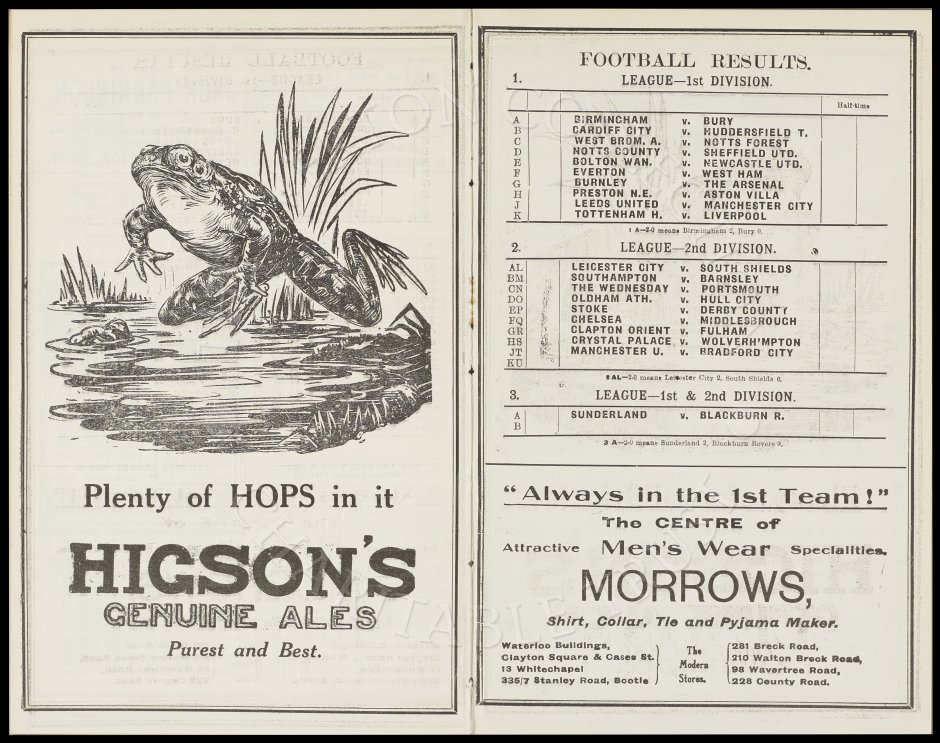 Plenty of HOPS in it
HIGSON'S
GENUINE ALES
Purest and Best.
FOOTBALL RESULTS.
1. LEAGUE—1st DIVISION.
Half-time
A BIRMINGHAM v. BURY
B CARDIFF CITY v. HUDDERSFIELD T.
C WEST BROM. A. v. NOTTS FOREST
D NOTTS COUNTY v. SHEFFIELD UTD.
E BOLTON WAN. v. NEWCASTLE UTD.
F EVERTON v. WEST HAM
G BURNLEY v. THE ARSENAL
H PRESTON N.E. v. ASTON VILLA
J LEEDS UNITED v. MANCHESTER CITY
K TOTTENHAM H. v. LIVERPOOL
1 A—2-0 means Birmingham 2, Bury 0.
2. LEAGUE—2nd DIVISION.
AL LEICESTER CITY v. SOUTH SHIELDS
BM SOUTHAMPTON v. BARNSLEY
CN THE WEDNESDAY v. PORTSMOUTH
DO OLDHAM ATH. v. HULL CITY
EP STOKE v. DERBY COUNTY
FQ CHELSEA v. MIDDLESBROUGH
GR CLAPTON ORIENT v. FULHAM
HS CRYSTAL PALACE v. WOLVERH'MPTON
JT MANCHESTER U. v. BRADFORD CITY
KU
2 AL—2-0 means Leicester City 2, South Shields 0.
3. LEAGUE—1st & 2nd DIVISION.
A SUNDERLAND v. BLACKBURN R.
B
3 A—2-0 means Sunderland 2, Blackburn Rovers 0.
"Always in the 1st Team!"
The CENTRE of
Attractive Men's Wear Specialities.
MORROWS,
Shirt, Collar, Tie and Pyjama Maker.
Waterloo Buildings,
Clayton Square & Cases St.
18 Whitechapel
335/7 Stanley Road, Bootle
The
Modern
Stores.
281 Breck Road,
210 Walton Breck Road,
98 Wavertree Road,
228 County Road.